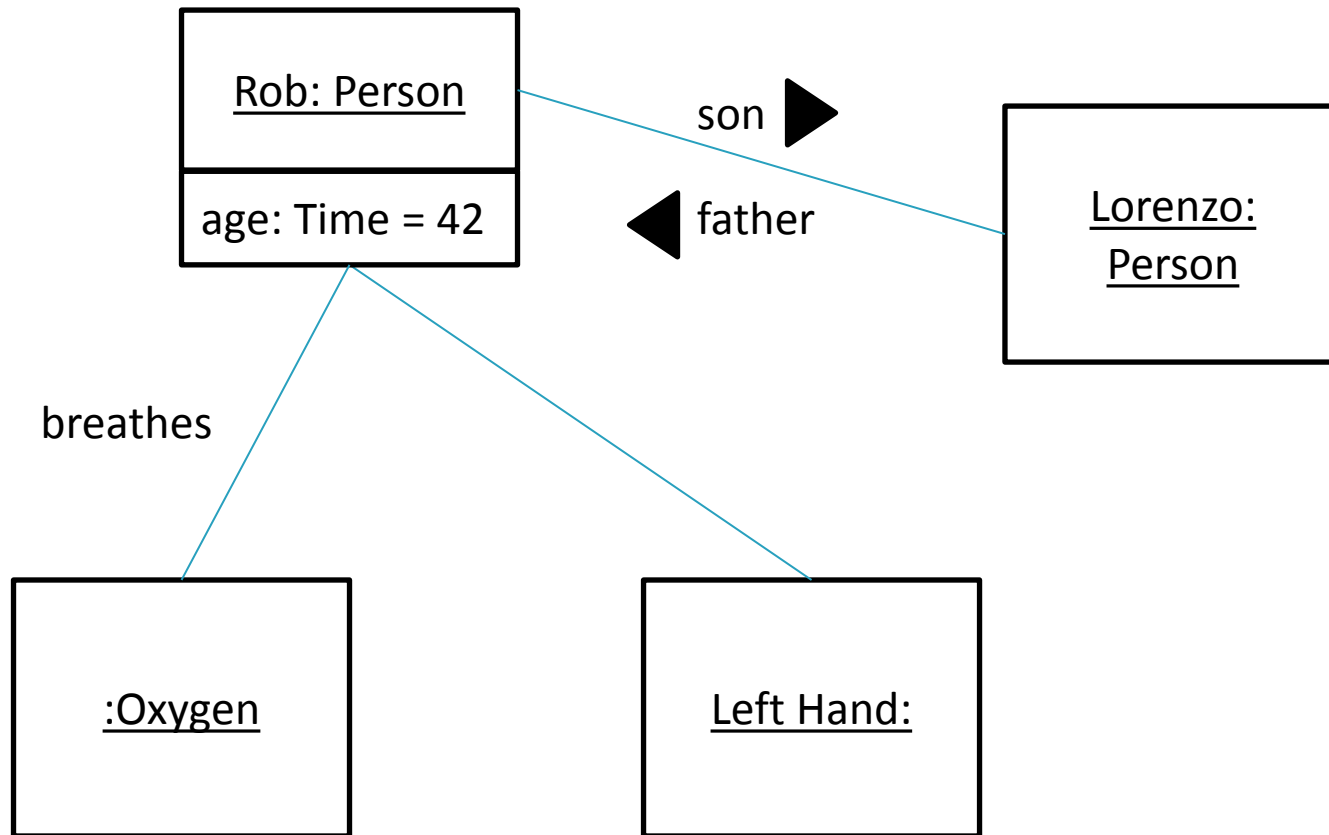 Rob: Person
age: Time = 42
son
father
Lorenzo:
Person
breathes
:Oxygen
Left Hand: